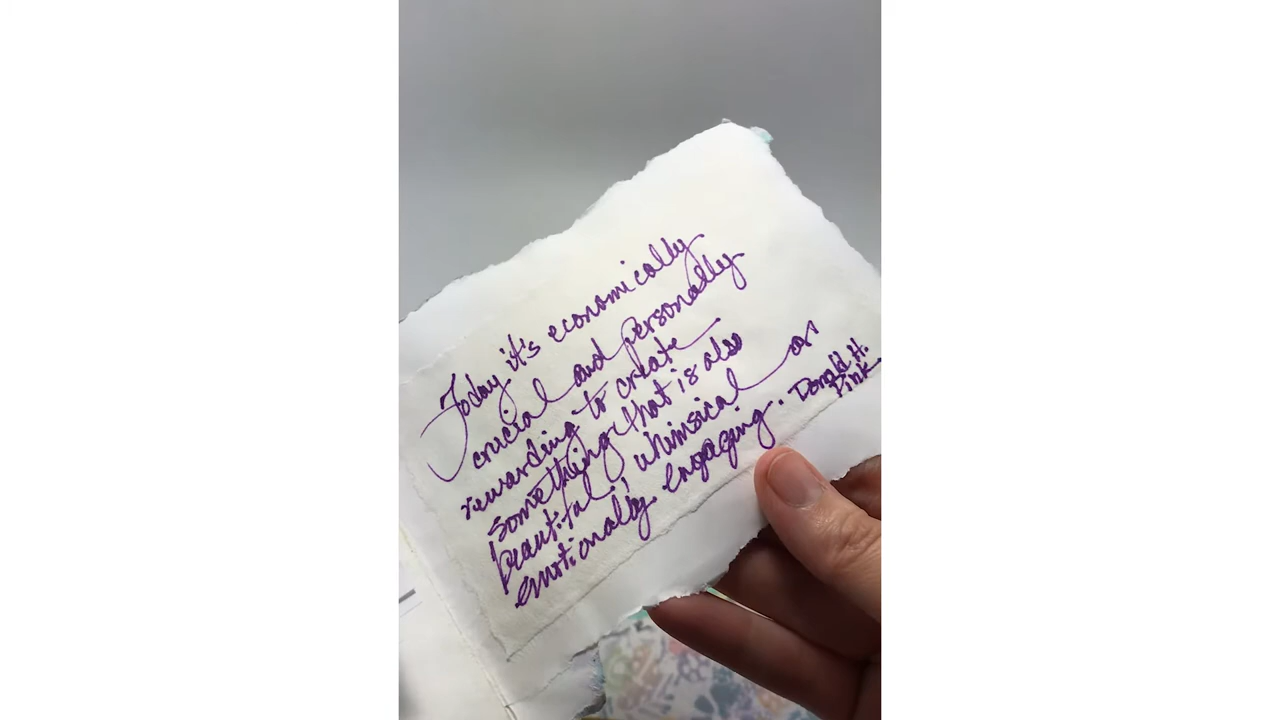 Today it's economically
crucial and personally
rewarding to create
something that is also
beautiful, whimsical or
emotionally engaging. Donald H.
Pink